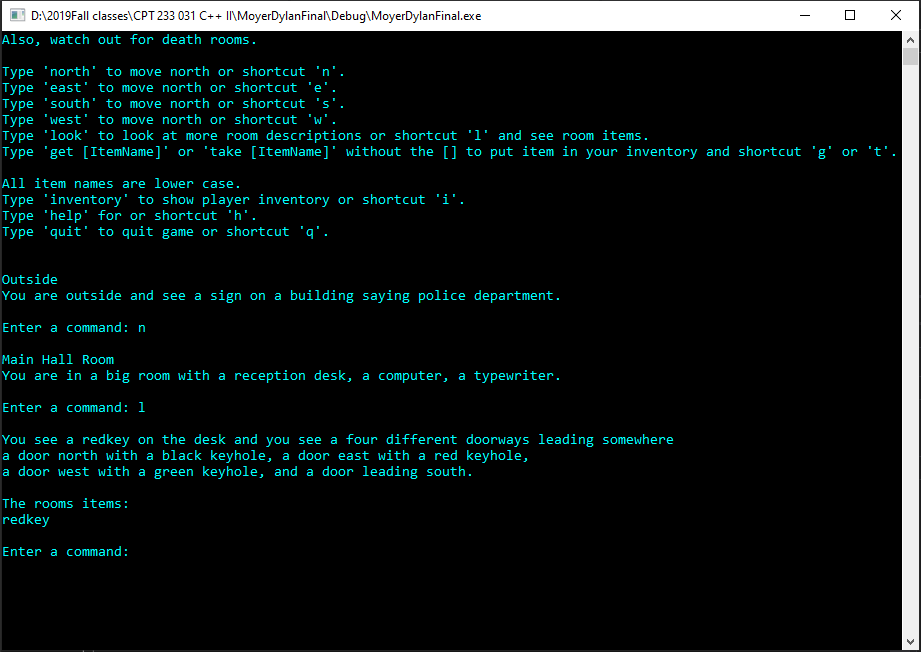 D:\2019Fall classes\CPT 233 031 C++ II\MoyerDylanFinal\Debug\MoyerDylanFinal.exe
Also, watch out for death rooms.
Type 'north' to move north or shortcut 'n'.
Type 'east' to move north or shortcut 'e'.
Type 'south' to move north or shortcut 's'.
Type 'west' to move north or shortcut 'w'.
Type 'look' to look at more room descriptions or shortcut 'l' and see room items.
Type 'get [ItemName]' or 'take [ItemName]' without the [] to put item in your inventory and shortcut 'g' or 't'.
All item names are lower case.
Type 'inventory' to show player inventory or shortcut 'i'.
Type 'help' for or shortcut 'h'.
Type 'quit' to quit game or shortcut 'q'.
Outside
You are outside and see a sign on a building saying police department.
Enter a command: n
Main Hall Room
You are in a big room with a reception desk, a computer, a typewriter.
Enter a command: l
You see a redkey on the desk and you see a four different doorways leading somewhere
a door north with a black keyhole, a door east with a red keyhole,
a door west with a green keyhole, and a door leading south.
The rooms items:
redkey
Enter a command: